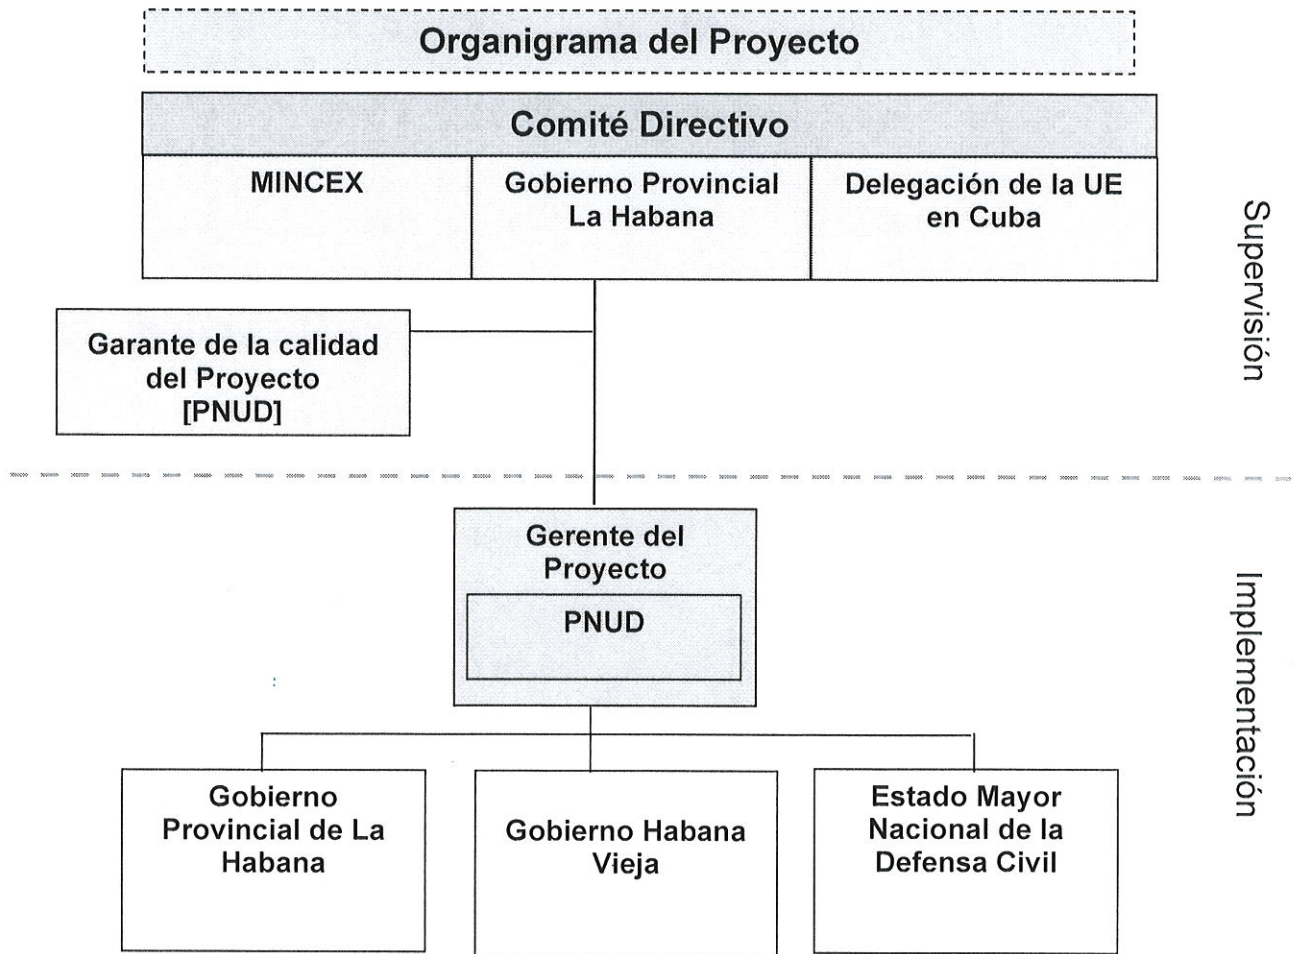 Organigrama del Proyecto
Comité Directivo
MINCEX
Gobierno Provincial
La Habana
Delegación de la UE
en Cuba
Supervisión
Garante de la calidad
del Proyecto
[PNUD]
Gerente del
Proyecto
PNUD
Implementación
Gobierno
Provincial de La
Habana
Gobierno Habana
Vieja
Estado Mayor
Nacional de la
Defensa Civil